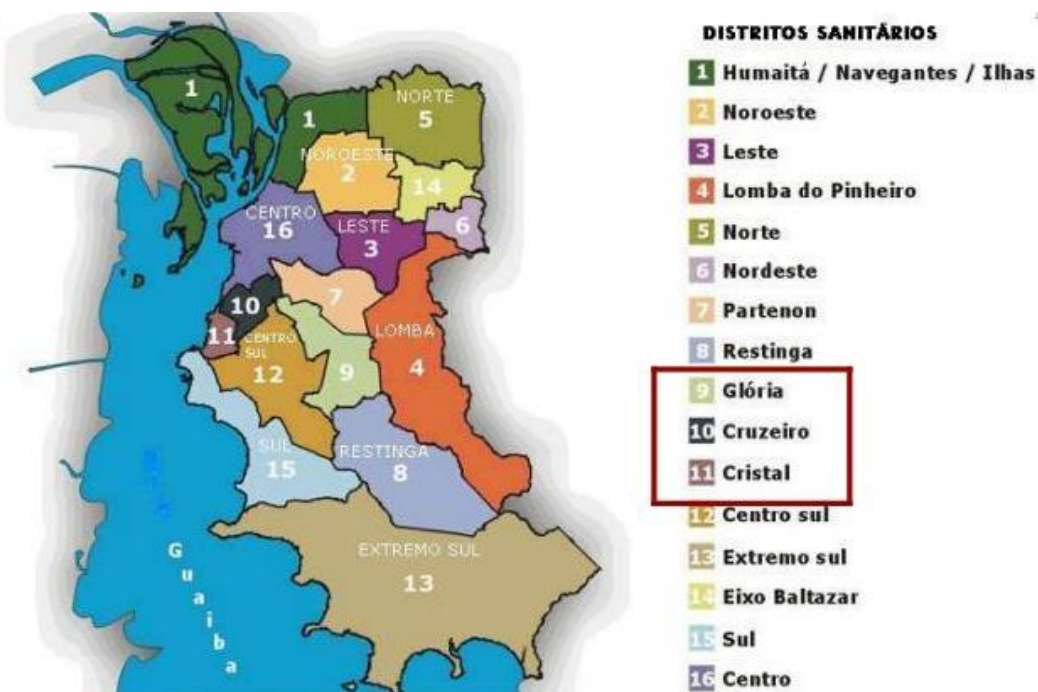 1
NORTE
5
1
NOROESTE
2
14
CENTRO
16
LESTE
3
6
10
7
11
CENTRO
SUL
12
9
LOMBA
4
SUL
15
RESTINGA
8
EXTREMO SUL
13
G
u
a
i
b
a
DISTRITOS SANITÁRIOS
1 Humaitá / Navegantes / Ilhas
2 Noroeste
3 Leste
4 Lomba do Pinheiro
5 Norte
6 Nordeste
7 Partenon
8 Restinga
9 Glória
10 Cruzeiro
11 Cristal
12 Centro sul
13 Extremo sul
14 Eixo Baltazar
15 Sul
16 Centro